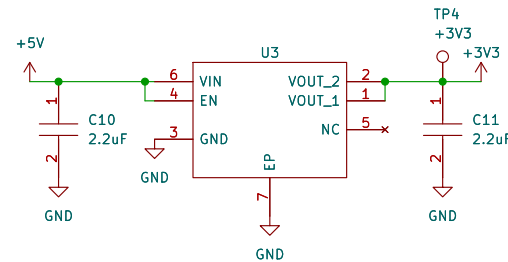 TP4
+3V3
+5V
U3
+3V3
6
VIN
VOUT_2
2
4
EN
VOUT_1
1
1
C10
2.2uF
2
3
GND
NC
5
1
C11
2.2uF
2
GND
EP
7
GND
GND
GND